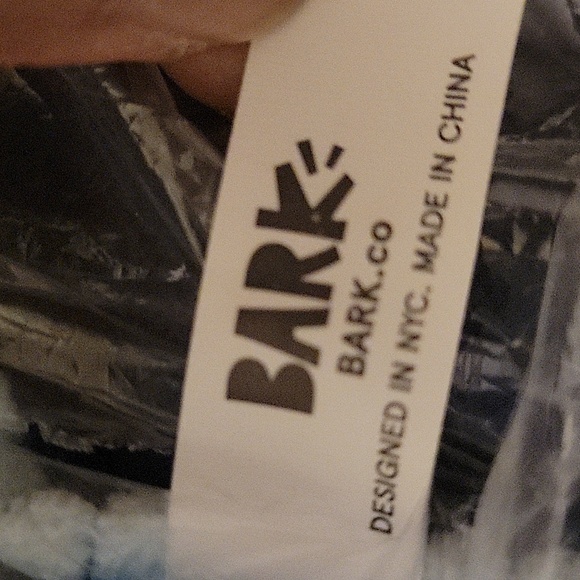 BARK
BARK.co
DESIGNED IN NYC. MADE IN CHINA